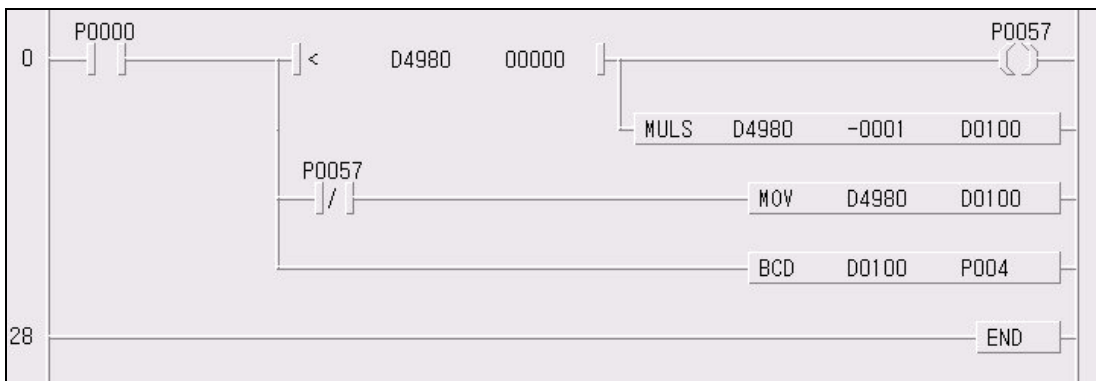 P0000 P0057
0 < D4980 00000 ( )
MULS D4980 -0001 D0100
P0057
/ MOV D4980 D0100
BCD D0100 P004
28 END